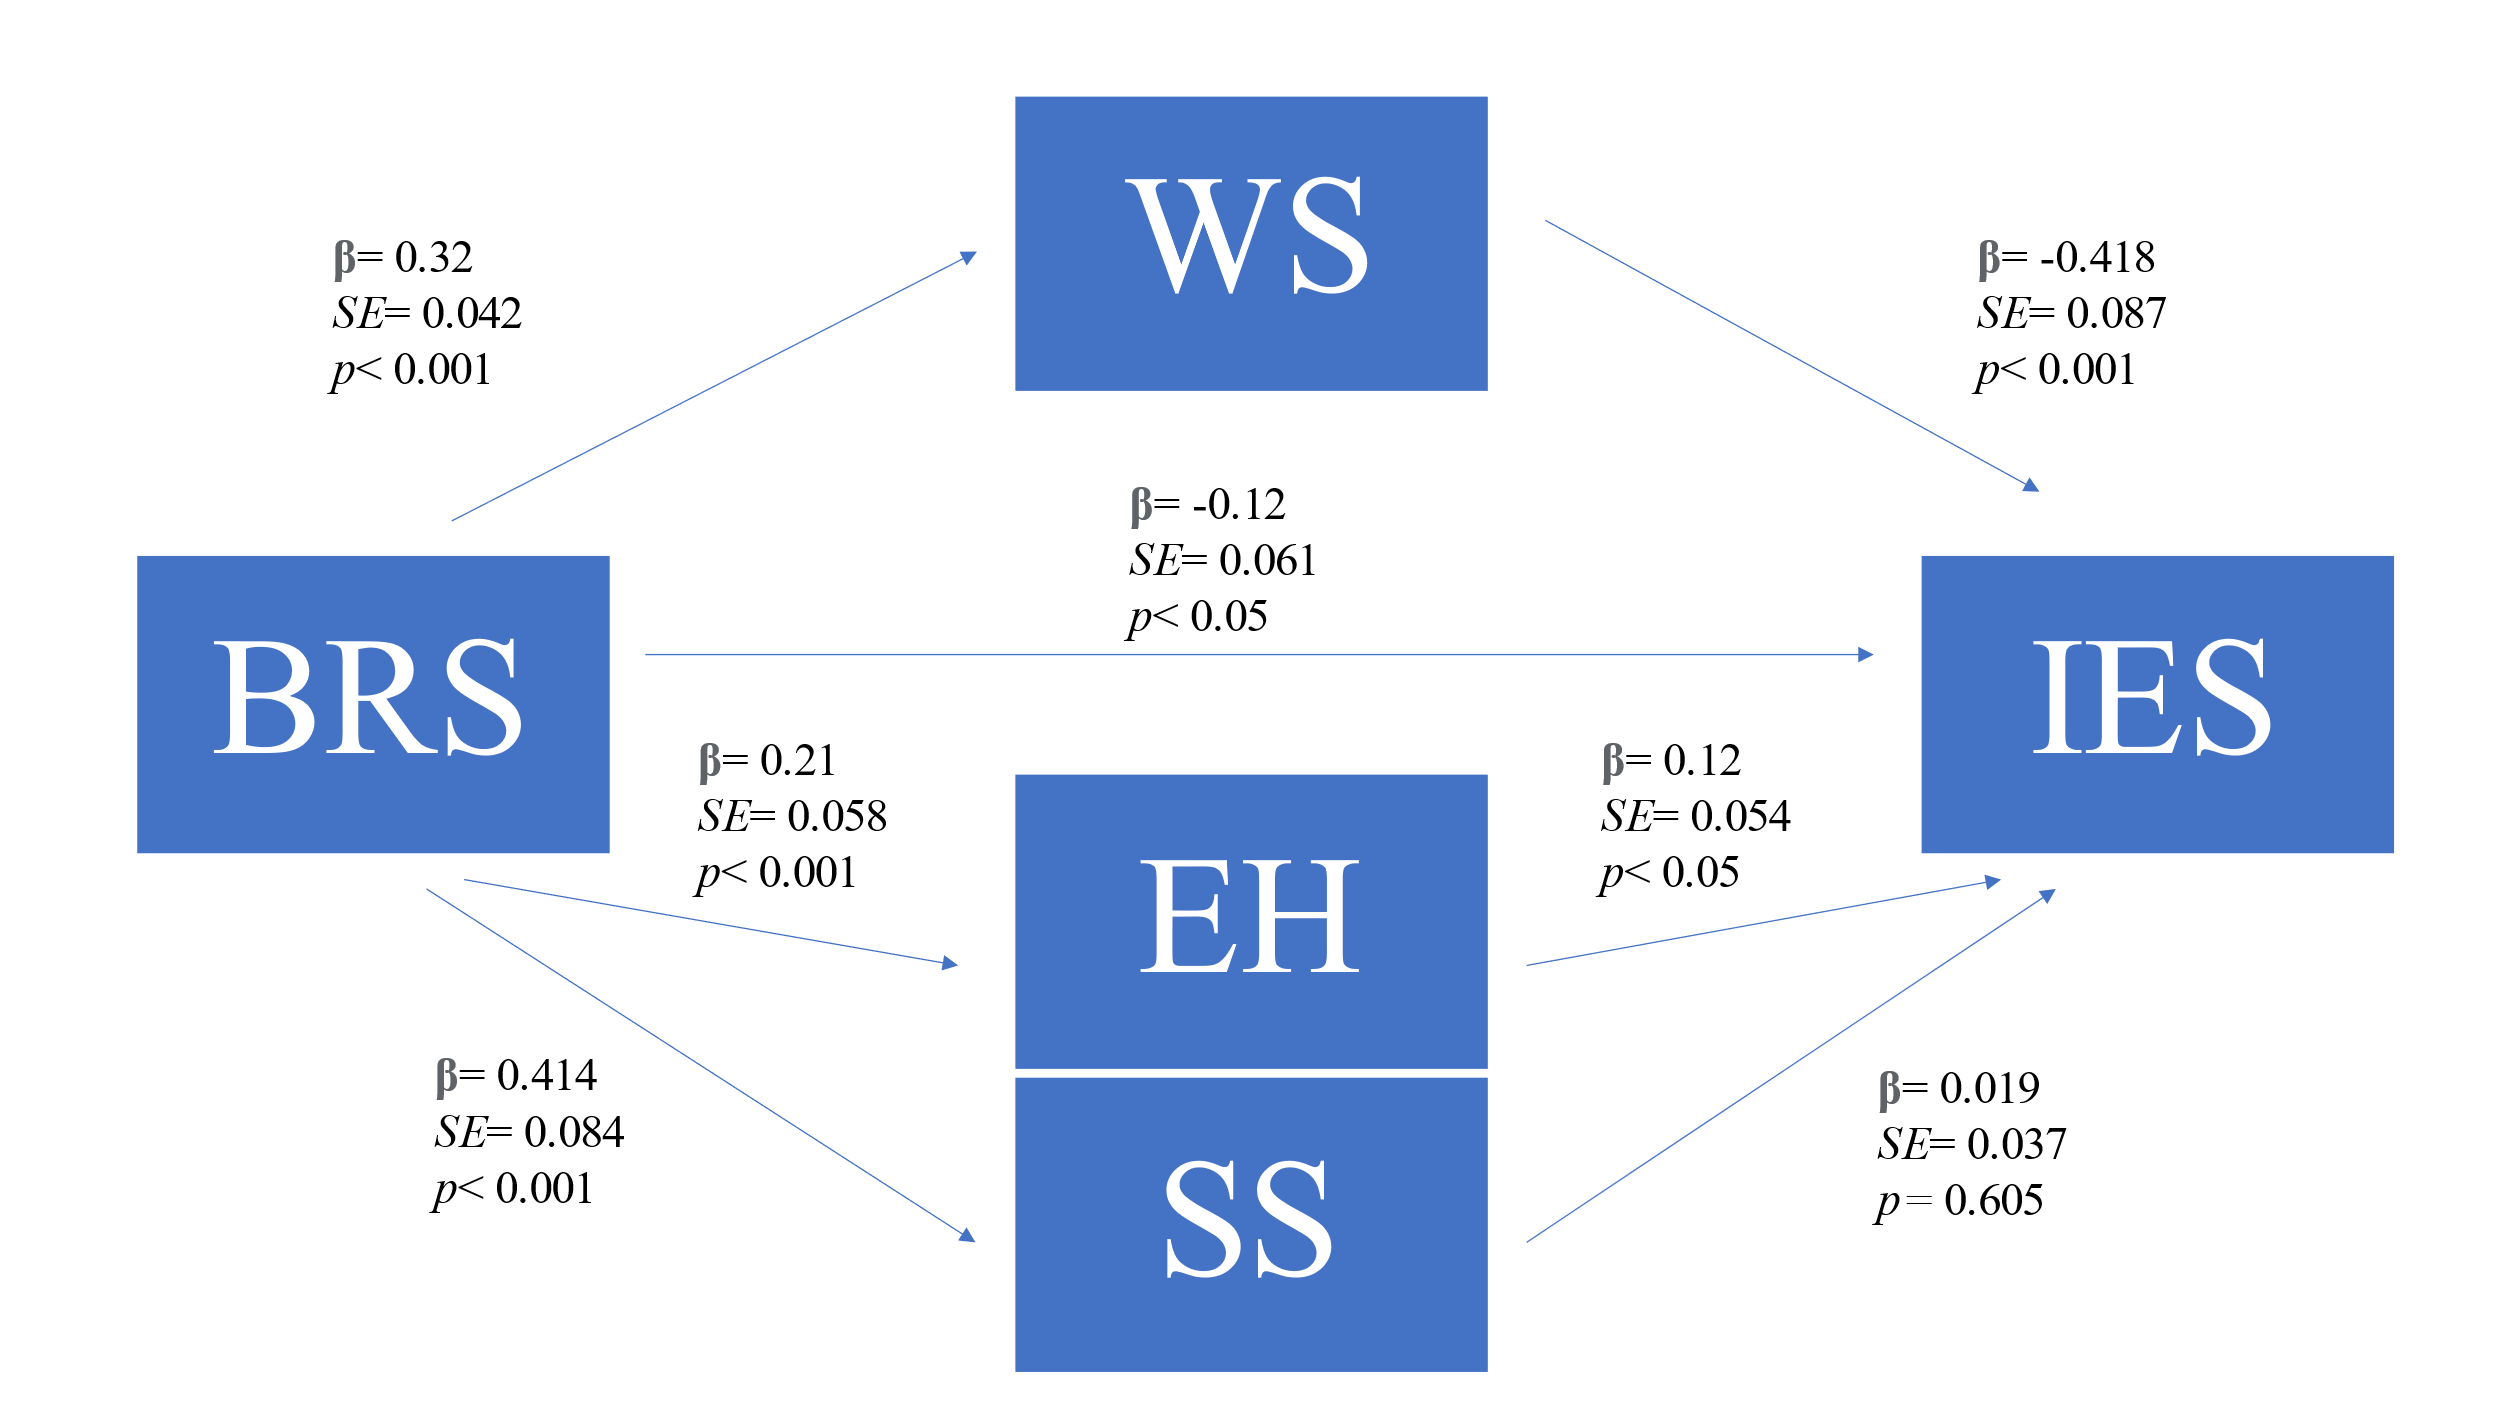 WS
β= 0.32
SE= 0.042
p< 0.001
β= -0.418
SE= 0.087
p< 0.001
β= -0.12
SE= 0.061
p< 0.05
BRS
IES
β= 0.21
SE= 0.058
p< 0.001
β= 0.12
SE= 0.054
p< 0.05
EH
β= 0.414
SE= 0.084
p< 0.001
β= 0.019
SE= 0.037
p = 0.605
SS